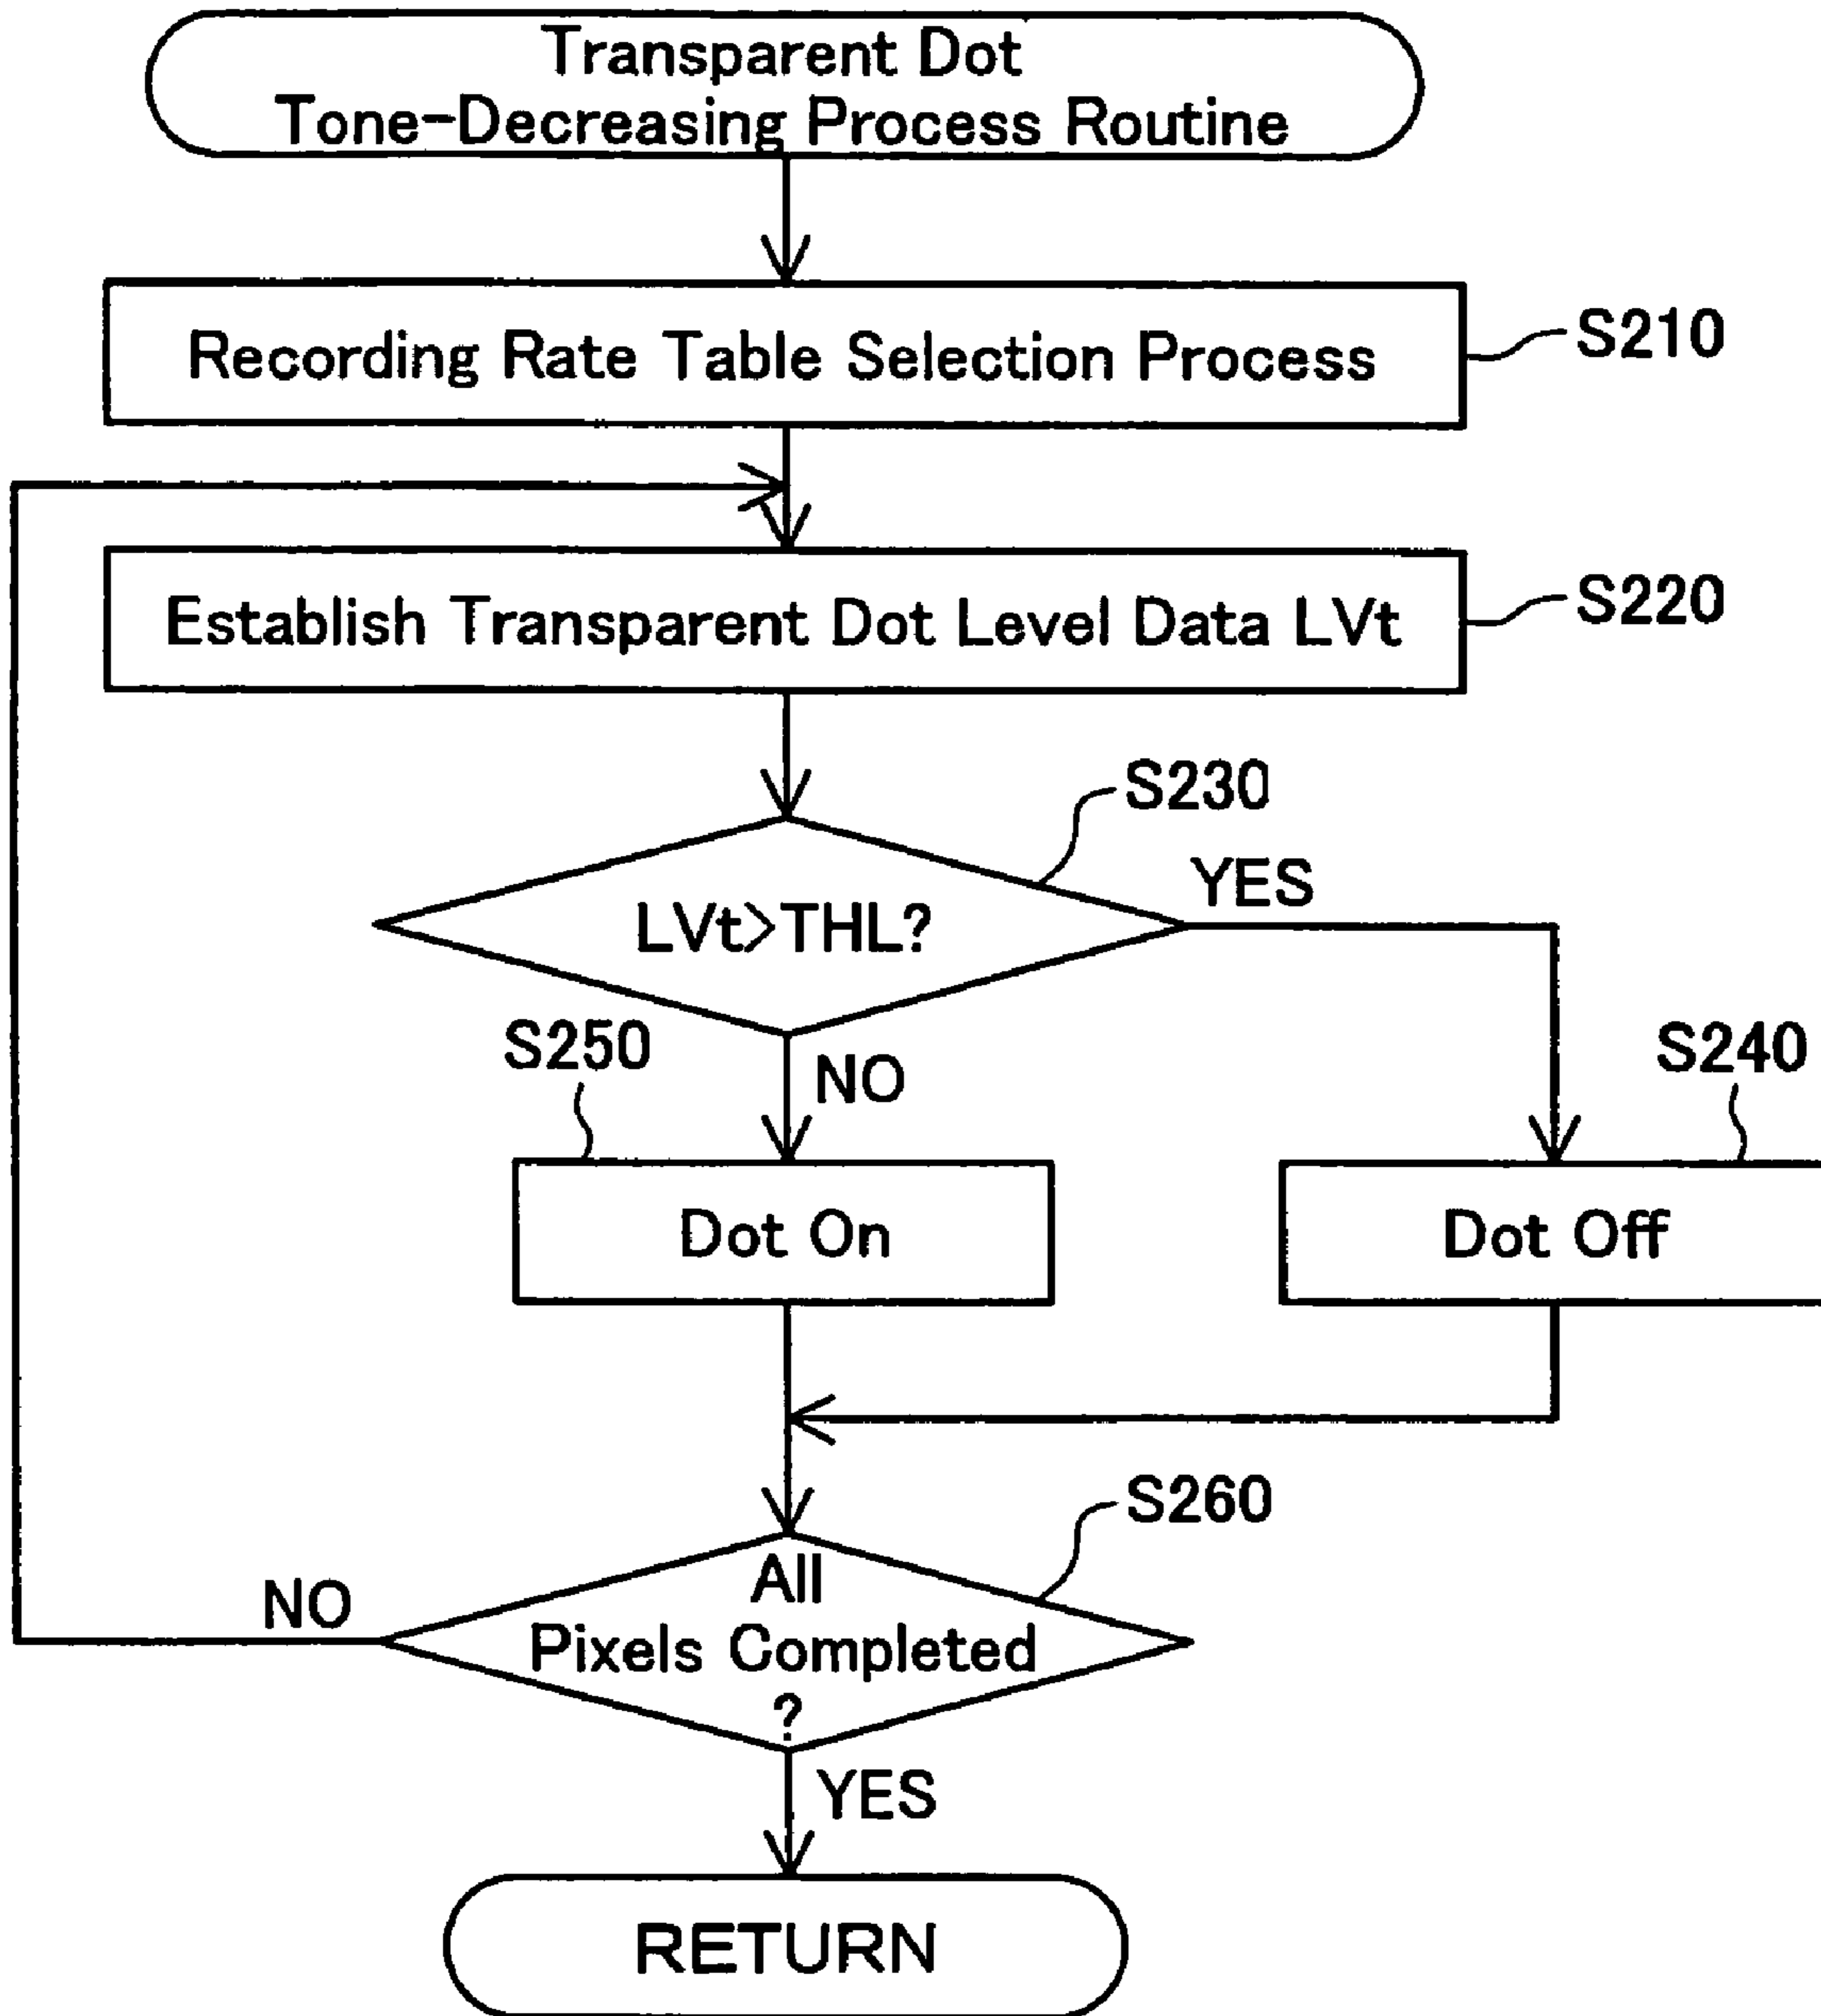 Transparent Dot
Tone-Decreasing Process Routine
Recording Rate Table Selection Process
S210
Establish Transparent Dot Level Data LVt
S220
S230
LVt>THL?
YES
S250
NO
S240
Dot On
Dot Off
S260
All
Pixels Completed
?
NO
YES
RETURN